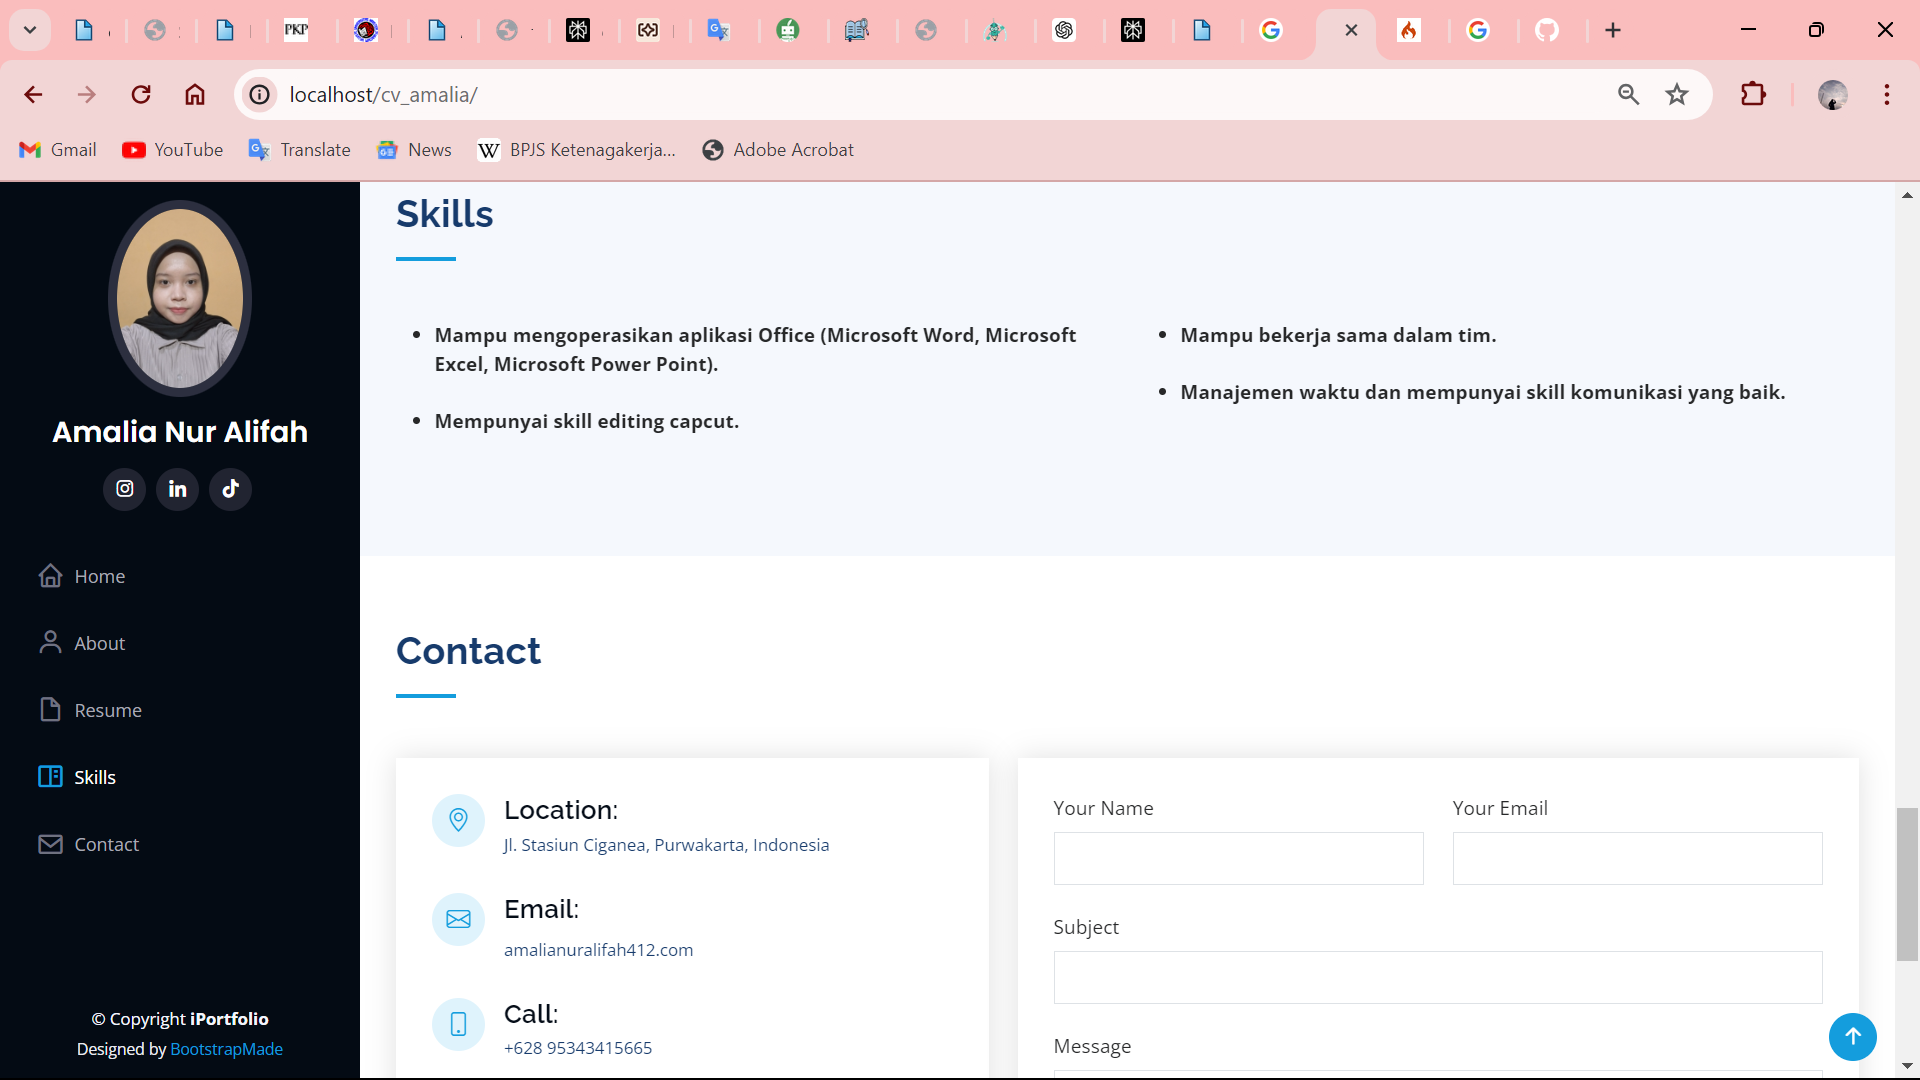 PKP
localhost/cv_amalia/
Gmail
YouTube
Translate
News
BPJS Ketenagakerja...
Adobe Acrobat
Amalia Nur Alifah
Home
About
Resume
Skills
Contact
© Copyright iPortfolio
Designed by BootstrapMade
Skills
Mampu mengoperasikan aplikasi Office (Microsoft Word, Microsoft
Excel, Microsoft Power Point).
Mempunyai skill editing capcut.
Mampu bekerja sama dalam tim.
Manajemen waktu dan mempunyai skill komunikasi yang baik.
Contact
Location:
Jl. Stasiun Ciganea, Purwakarta, Indonesia
Email:
amalianuralifah412.com
Call:
+628 95343415665
Your Name
Your Email
Subject
Message